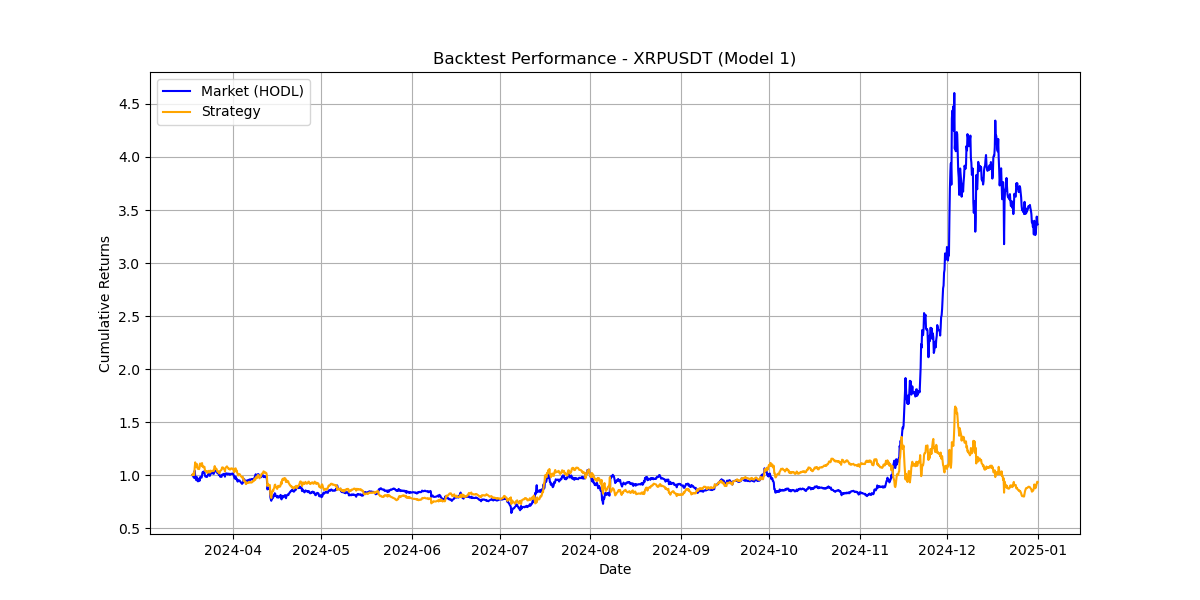 Backtest Performance - XRPUSDT (Model 1)
Market (HODL)
Strategy
Cumulative Returns
4.5
4.0
3.5
3.0
2.5
2.0
1.5
1.0
0.5
2024-04 2024-05 2024-06 2024-07 2024-08 2024-09 2024-10 2024-11 2024-12 2025-01
Date